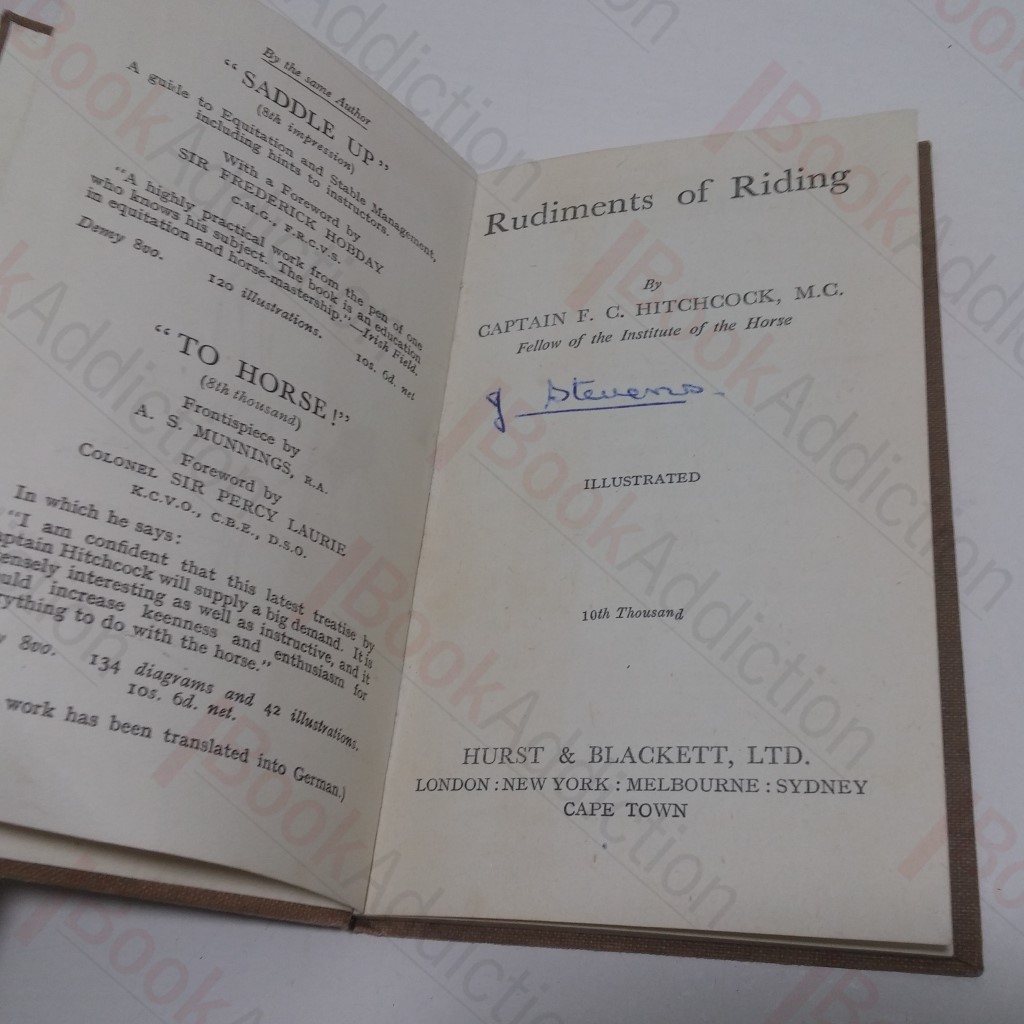 By the same Author
“ SADDLE UP ”
(8th impression)
A guide to Equitation and Stable Management,
including hints to instructors.
With a Foreword by
SIR FREDERICK HOBDAY
C.M.G., F.R.C.V.S.
“A highly practical work from the pen of one
who knows his subject. The book is an education
in equitation and horse-mastership.”—Irish Field.
Demy 8vo. 120 illustrations. 10s. 6d. net
“ TO HORSE ! ”
(8th thousand)
Frontispiece by
A. S. MUNNINGS, R.A.
Foreword by
COLONEL SIR PERCY LAURIE
K.C.V.O., C.B.E., D.S.O.
In which he says:
“I am confident that this latest treatise by
ptain Hitchcock will supply a big demand. It is
ensely interesting as well as instructive, and it
uld increase keenness and enthusiasm for
rything to do with the horse.”
y 8vo. 134 diagrams and 42 illustrations.
10s. 6d. net.
work has been translated into German.)
Rudiments of Riding
By
CAPTAIN F. C. HITCHCOCK, M.C.
Fellow of the Institute of the Horse
J Stevens.
ILLUSTRATED
10th Thousand
HURST & BLACKETT, LTD.
LONDON : NEW YORK : MELBOURNE : SYDNEY
CAPE TOWN
BookAddiction